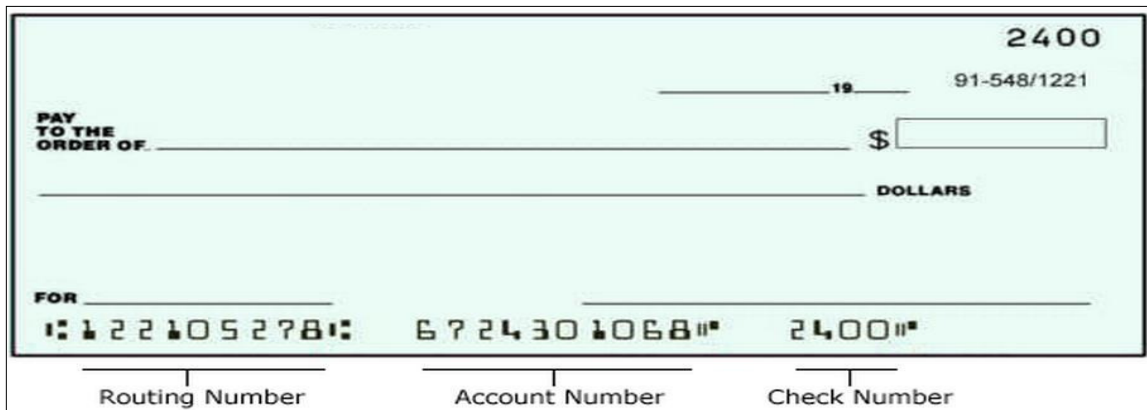 2400
19 91-548/1221
PAY
TO THE
ORDER OF $
DOLLARS
FOR
⑆122105278⑆ 6724301068⑈ 2400⑈
Routing Number Account Number Check Number